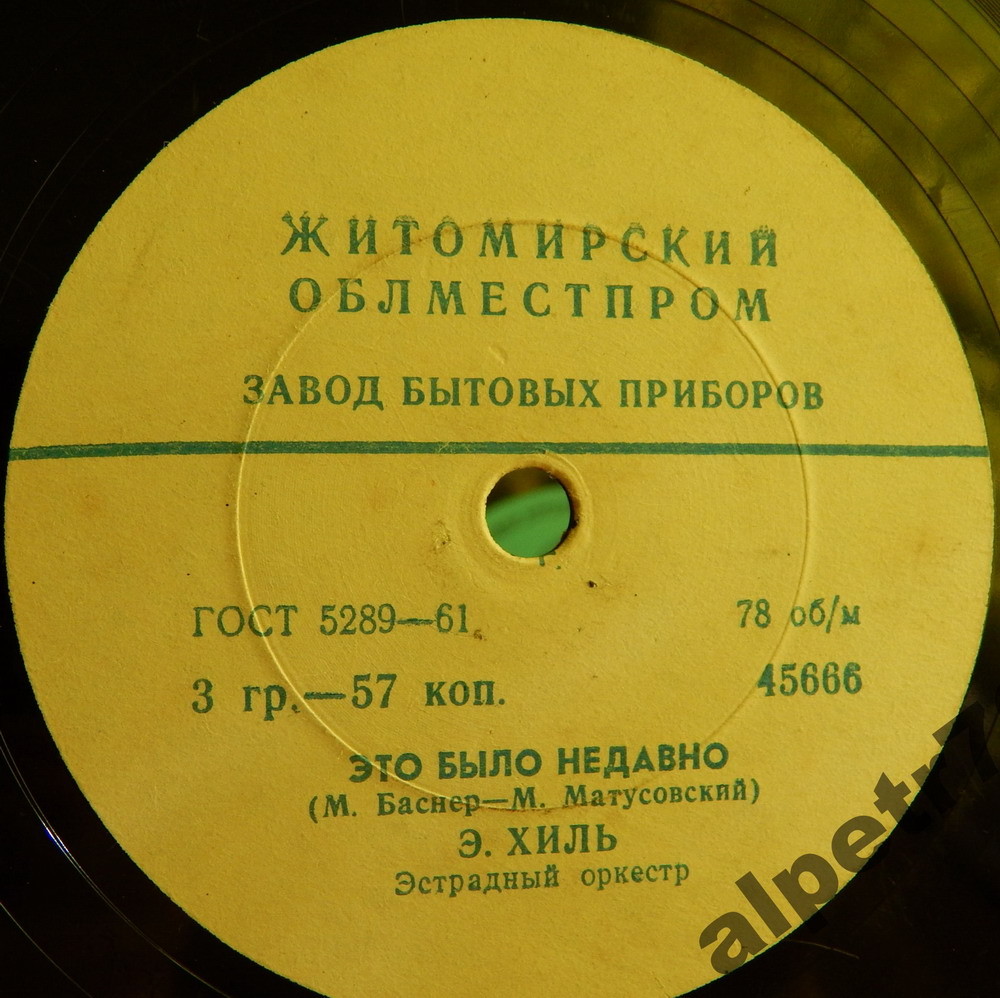 ЖИТОМИРСКИЙ
ОБЛМЕСТПРОМ
ЗАВОД БЫТОВЫХ ПРИБОРОВ
г.
ГОСТ 5289—61 78 об/м
3 гр.—57 коп. 45666
ЭТО БЫЛО НЕДАВНО
(М. Баснер—М. Матусовский)
Э. ХИЛЬ
Эстрадный оркестр
alpetr7